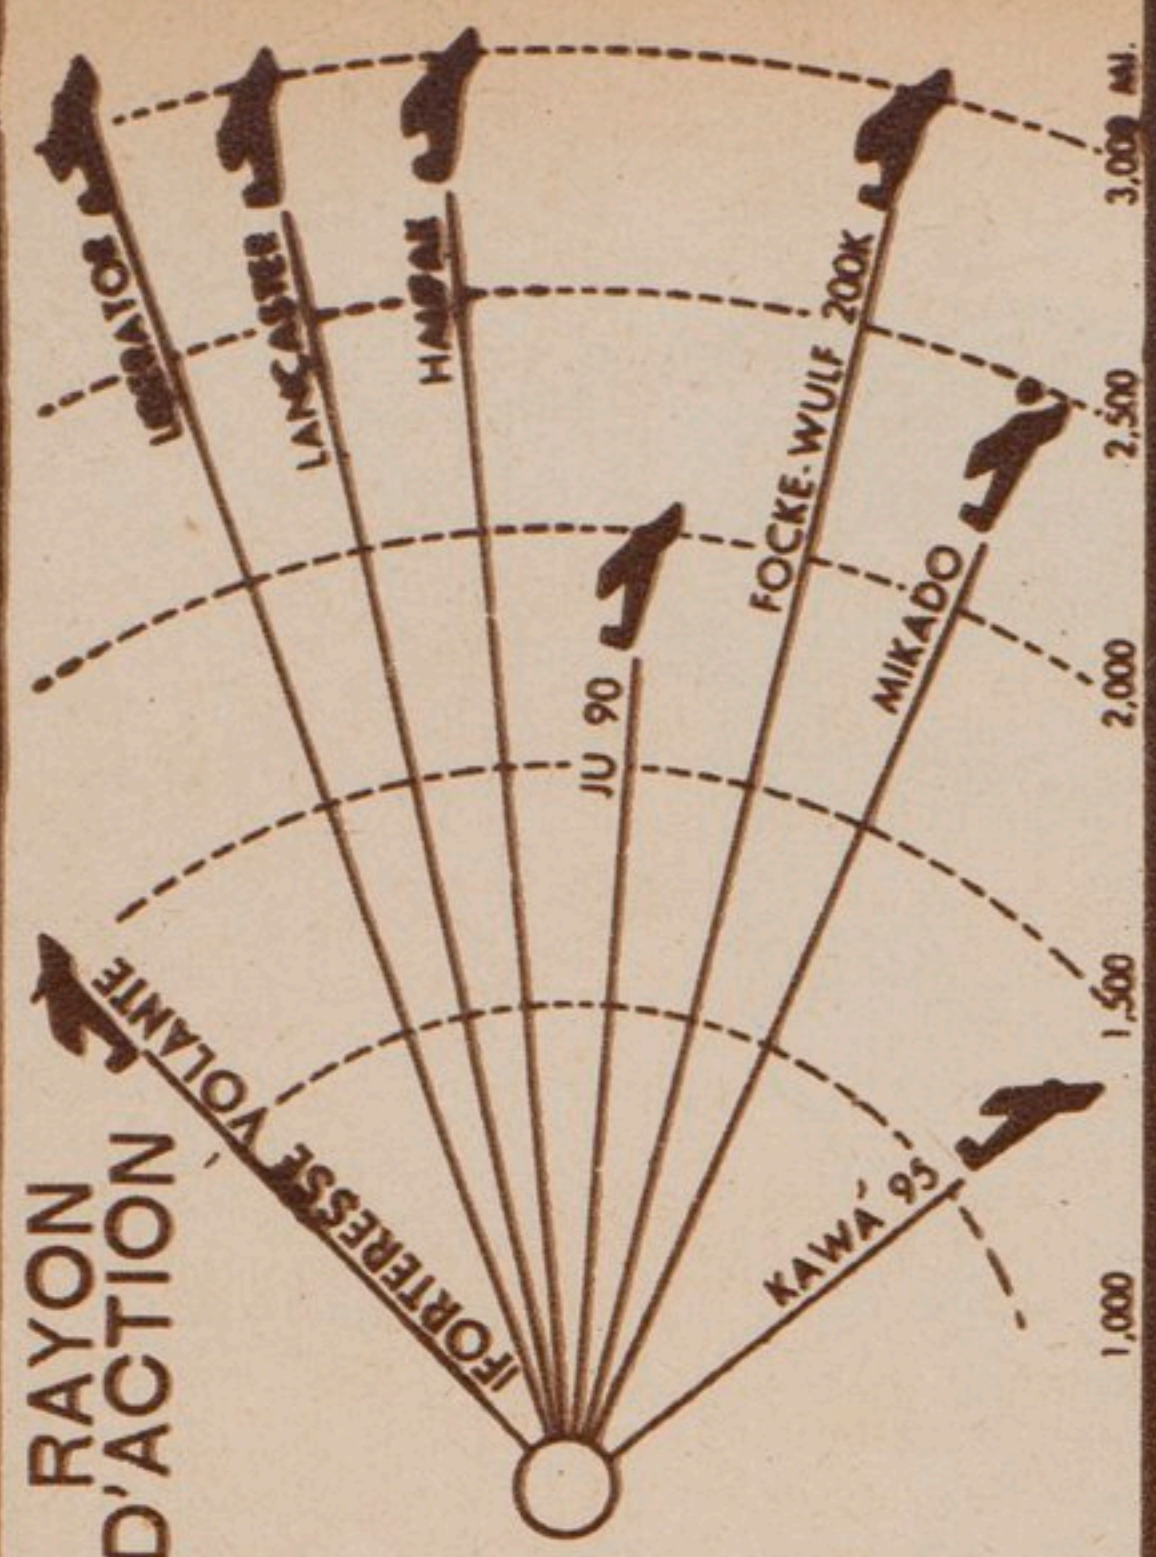 RAYON
D'ACTION
FORTERESSE VOLANTE
LIBERATOR
LANCASTER
HAMPDEN
JU 90
FOCKE-WULF 200K
MIKADO
KAWA 95
1,000
1,500
2,000
2,500
3,000 MI.